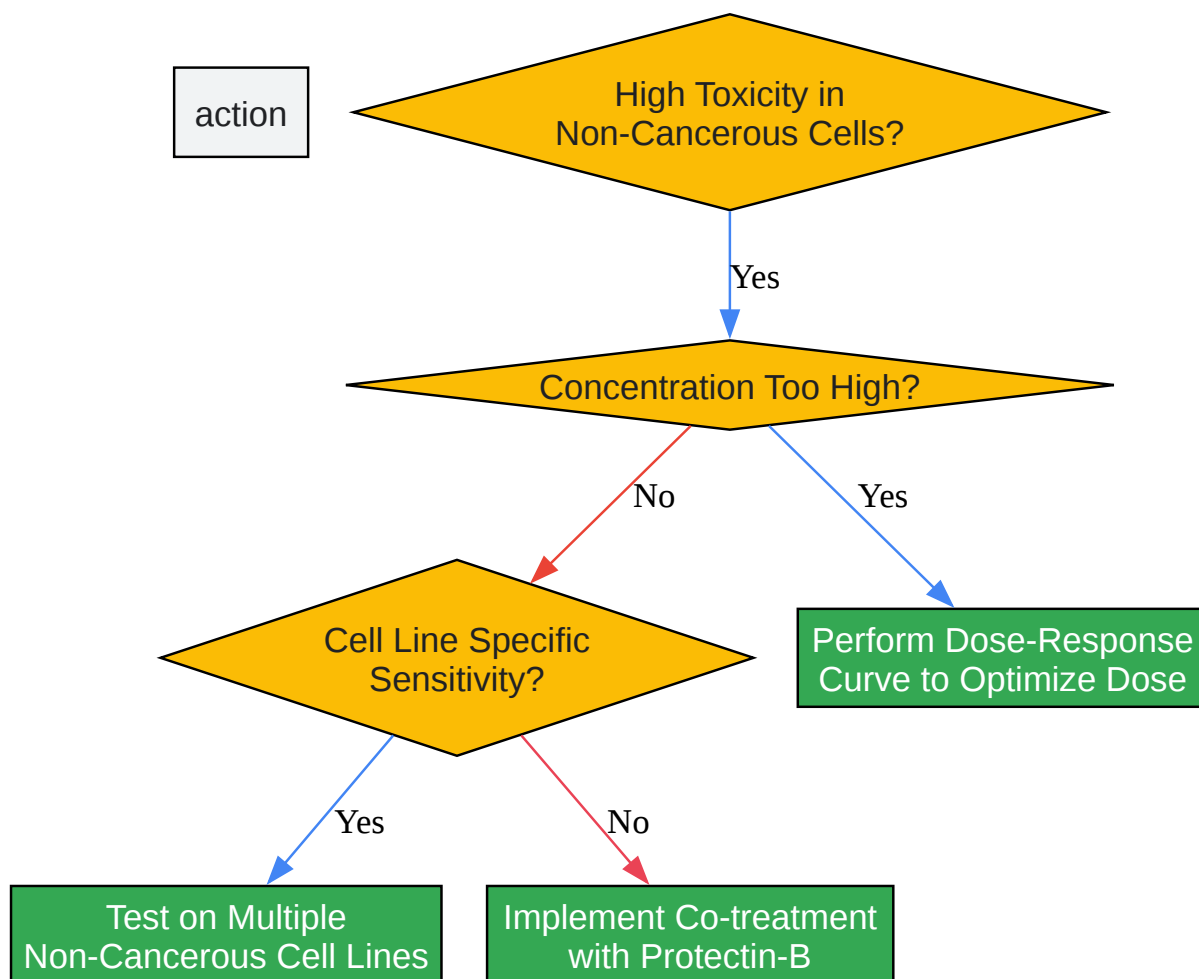 action
High Toxicity in
Non-Cancerous Cells?
Yes
Concentration Too High?
No
Yes
Cell Line Specific
Sensitivity?
Perform Dose-Response
Curve to Optimize Dose
Yes
No
Test on Multiple
Non-Cancerous Cell Lines
Implement Co-treatment
with Protectin-B